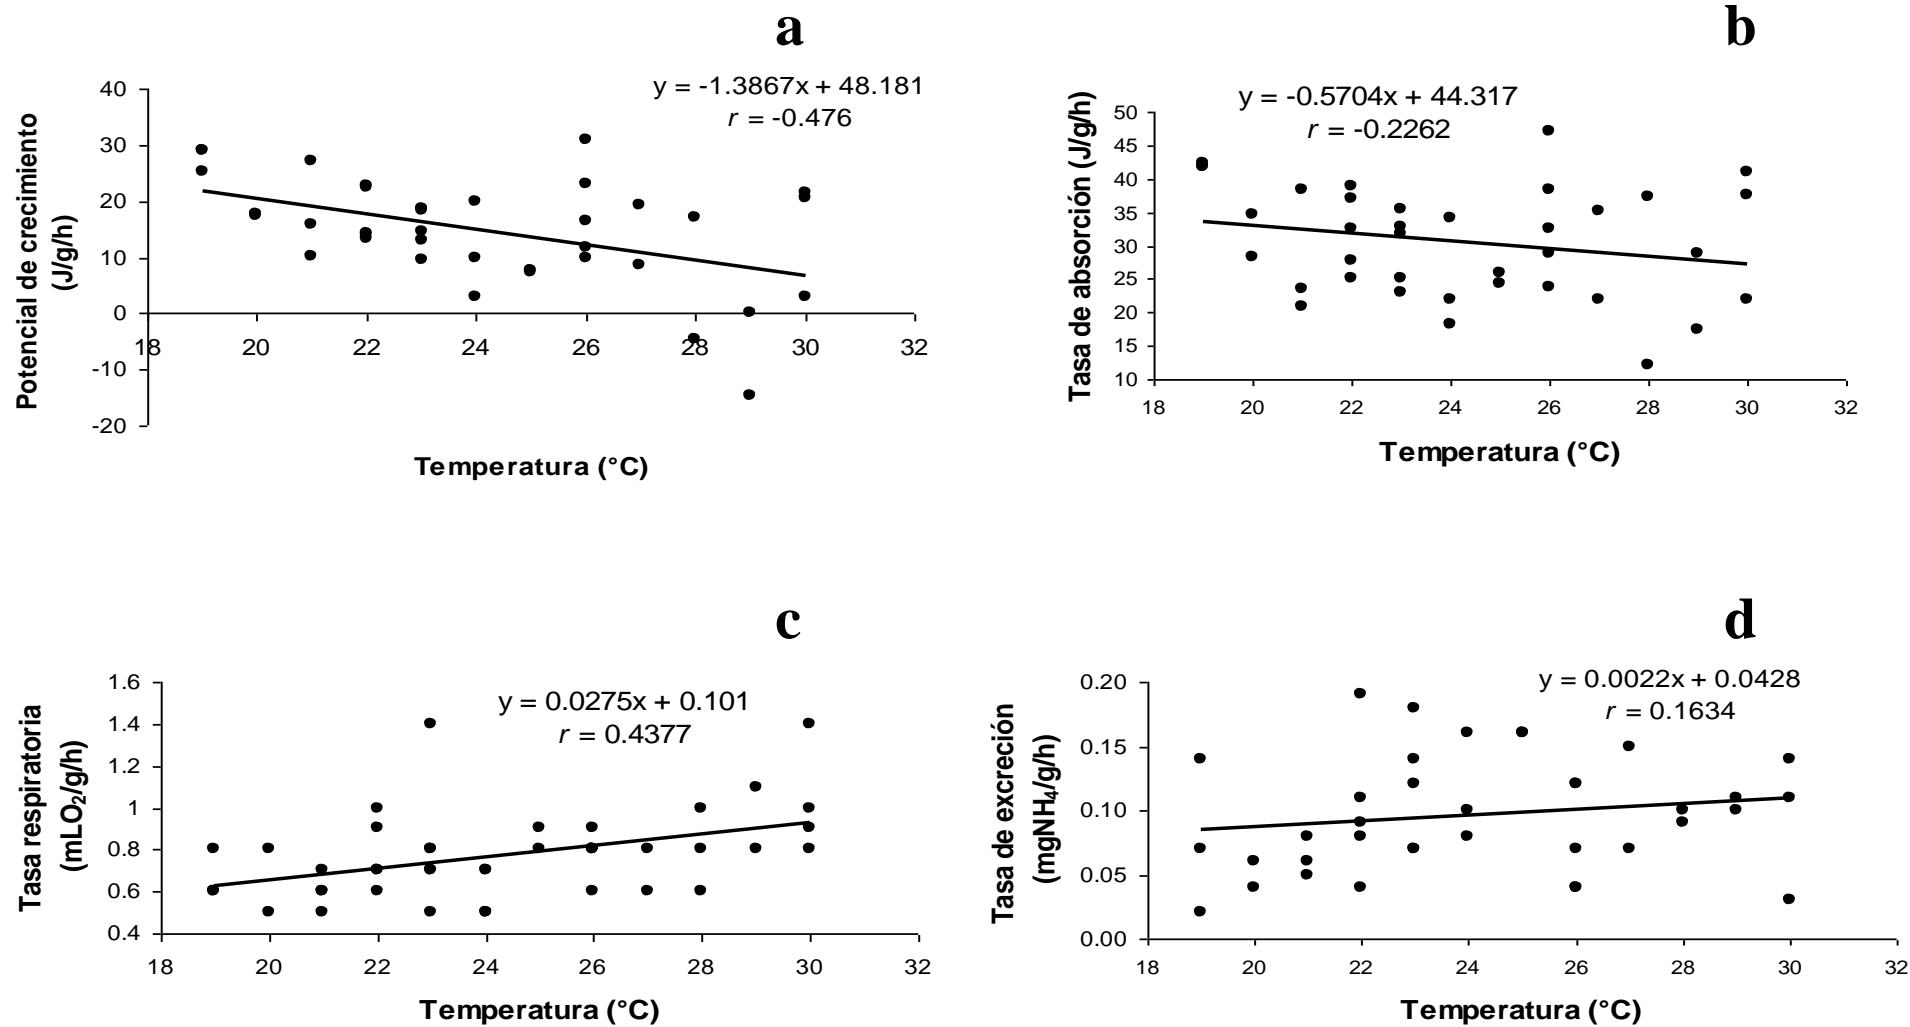 a
y = -1.3867x + 48.181
r = -0.476
Potencial de crecimiento
(J/g/h)
40
30
20
10
0
-10
-20
18 20 22 24 26 28 30 32
Temperatura (°C)
b
y = -0.5704x + 44.317
r = -0.2262
Tasa de absorción (J/g/h)
50
45
40
35
30
25
20
15
10
18 20 22 24 26 28 30 32
Temperatura (°C)
c
y = 0.0275x + 0.101
r = 0.4377
Tasa respiratoria
(mLO₂/g/h)
1.6
1.4
1.2
1
0.8
0.6
0.4
18 20 22 24 26 28 30 32
Temperatura (°C)
d
y = 0.0022x + 0.0428
r = 0.1634
Tasa de excreción
(mgNH₄/g/h)
0.20
0.15
0.10
0.05
0.00
18 20 22 24 26 28 30 32
Temperatura (°C)